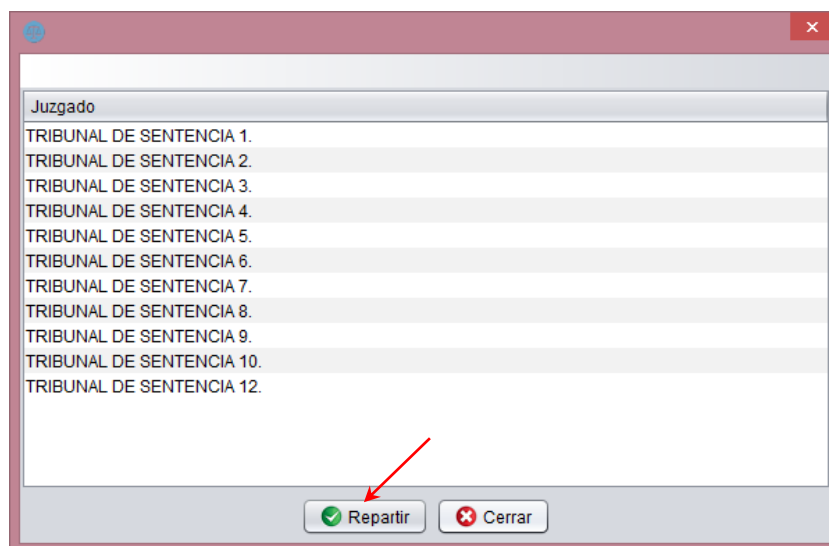 Juzgado
TRIBUNAL DE SENTENCIA 1.
TRIBUNAL DE SENTENCIA 2.
TRIBUNAL DE SENTENCIA 3.
TRIBUNAL DE SENTENCIA 4.
TRIBUNAL DE SENTENCIA 5.
TRIBUNAL DE SENTENCIA 6.
TRIBUNAL DE SENTENCIA 7.
TRIBUNAL DE SENTENCIA 8.
TRIBUNAL DE SENTENCIA 9.
TRIBUNAL DE SENTENCIA 10.
TRIBUNAL DE SENTENCIA 12.
Repartir Cerrar